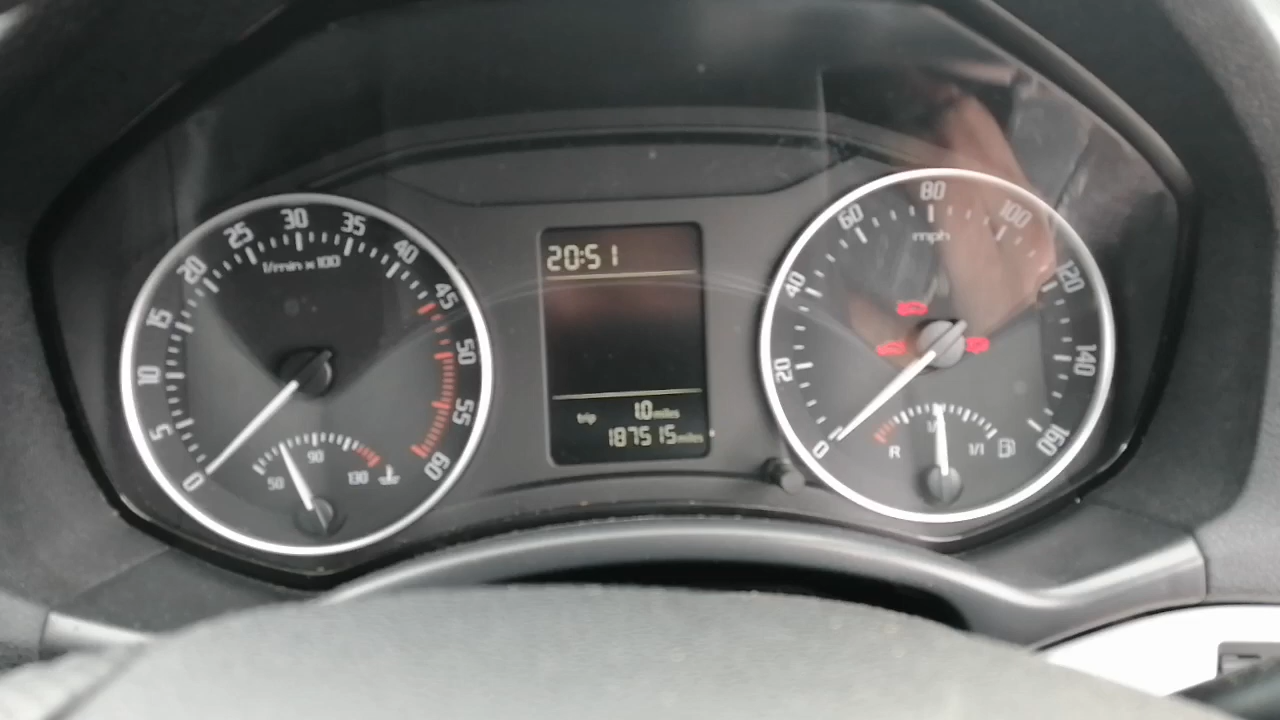 0 5 10 15 20 25 30 35 40 45 50 55 60
1/min x 100
50 90 130
20:51
trip 1.0 miles
187515 miles
0 20 40 60 80 100 120 140 160
mph
R 1/1